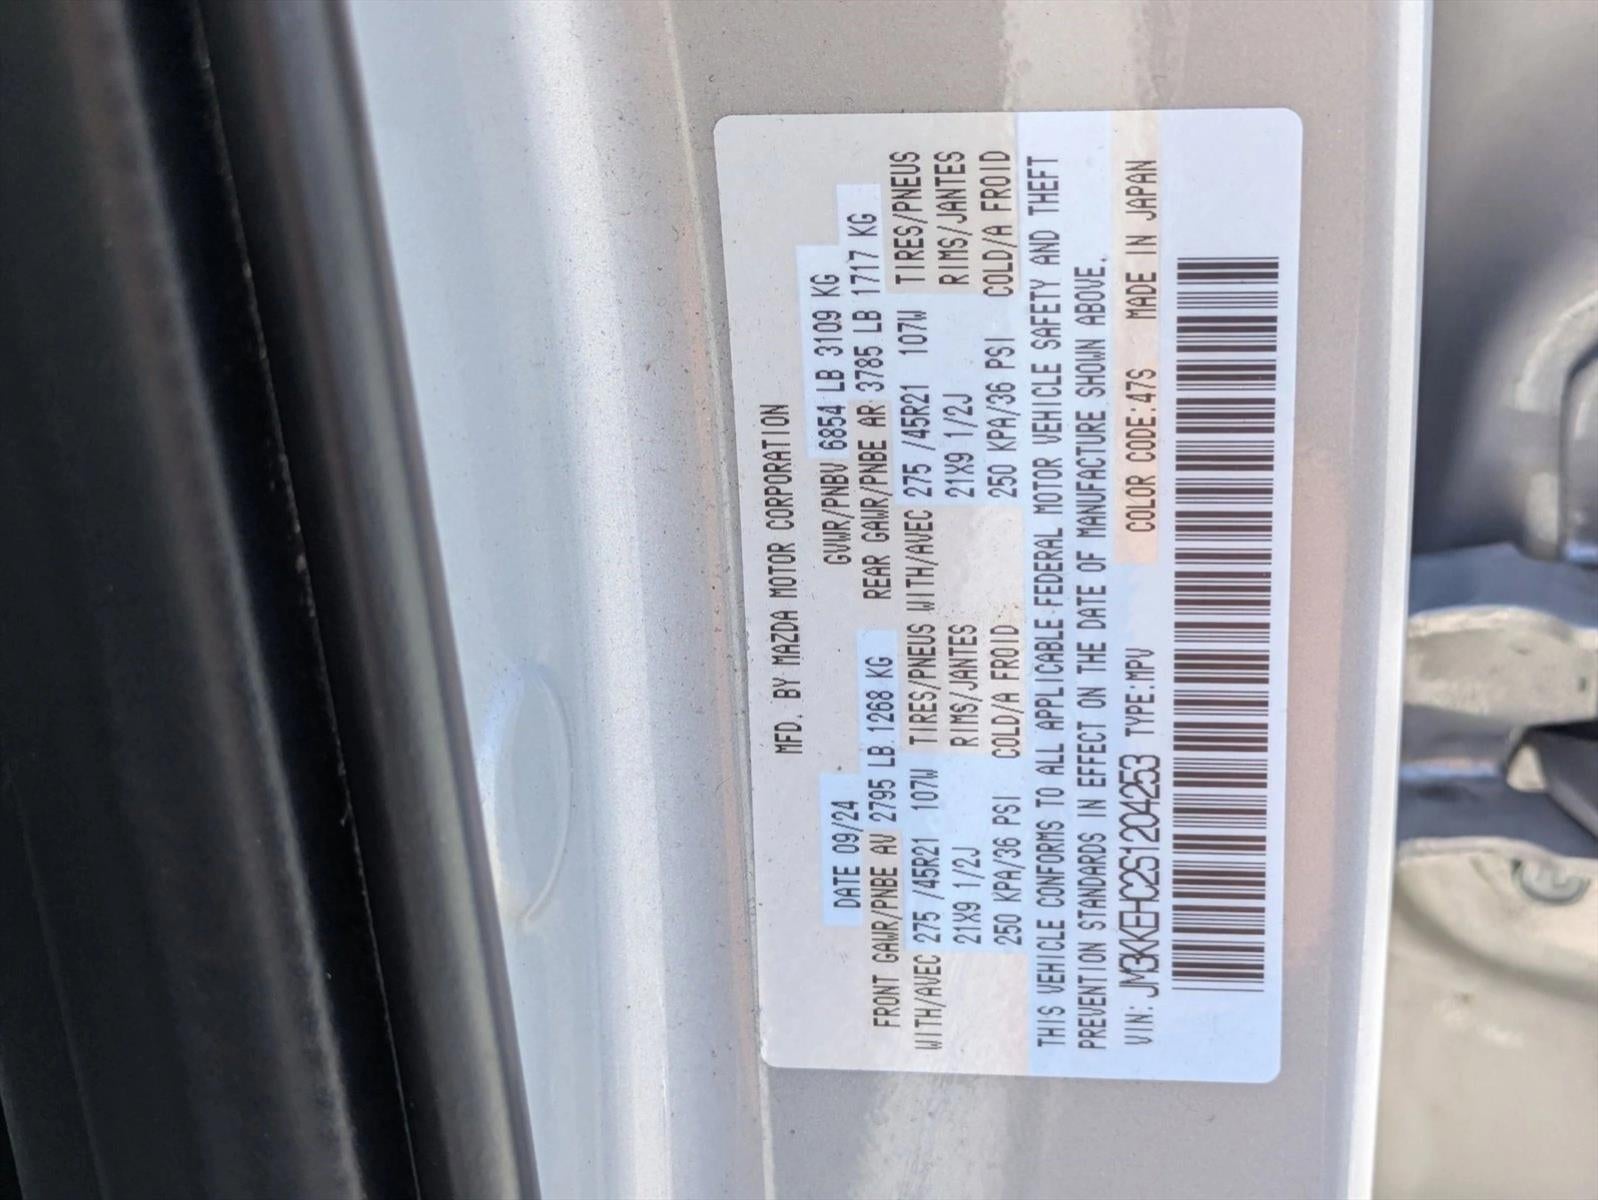 MFD. BY MAZDA MOTOR CORPORATION
DATE 09/24 GVWR/PNBV 6854 LB 3109 KG
FRONT GAWR/PNBE AV 2795 LB 1268 KG REAR GAWR/PNBE AR 3785 LB 1717 KG
WITH/AVEC 275 /45R21 107W TIRES/PNEUS WITH/AVEC 275 /45R21 107W TIRES/PNEUS
21X9 1/2J RIMS/JANTES 21X9 1/2J RIMS/JANTES
250 KPA/36 PSI COLD/A FROID 250 KPA/36 PSI COLD/A FROID
THIS VEHICLE CONFORMS TO ALL APPLICABLE FEDERAL MOTOR VEHICLE SAFETY AND THEFT
PREVENTION STANDARDS IN EFFECT ON THE DATE OF MANUFACTURE SHOWN ABOVE.
VIN: JM3KKEHC2S1204253 TYPE:MPV COLOR CODE:47S MADE IN JAPAN